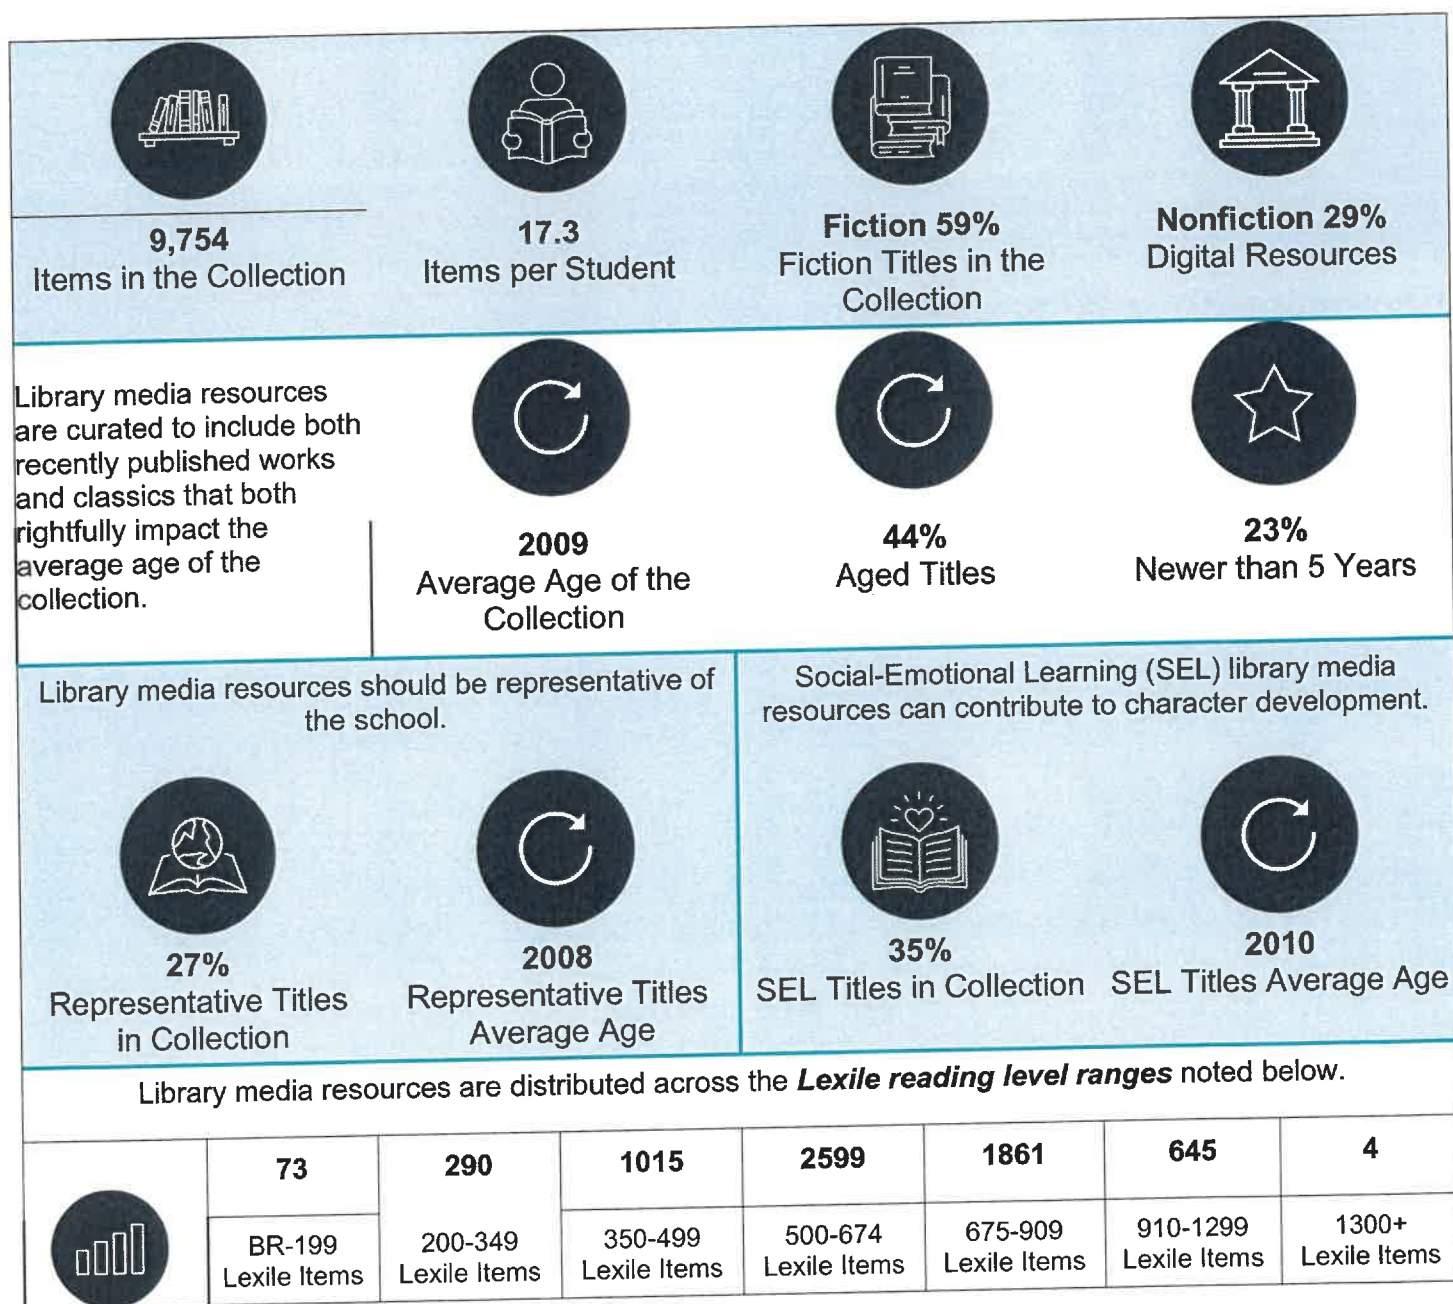 9,754
Items in the Collection
17.3
Items per Student
Fiction 59%
Fiction Titles in the
Collection
Nonfiction 29%
Digital Resources
Library media resources
are curated to include both
recently published works
and classics that both
rightfully impact the
average age of the
collection.
2009
Average Age of the
Collection
44%
Aged Titles
23%
Newer than 5 Years
Library media resources should be representative of
the school.
27%
Representative Titles
in Collection
2008
Representative Titles
Average Age
Social-Emotional Learning (SEL) library media
resources can contribute to character development.
35%
SEL Titles in Collection
2010
SEL Titles Average Age
Library media resources are distributed across the Lexile reading level ranges noted below.
73
BR-199
Lexile Items
290
200-349
Lexile Items
1015
350-499
Lexile Items
2599
500-674
Lexile Items
1861
675-909
Lexile Items
645
910-1299
Lexile Items
4
1300+
Lexile Items